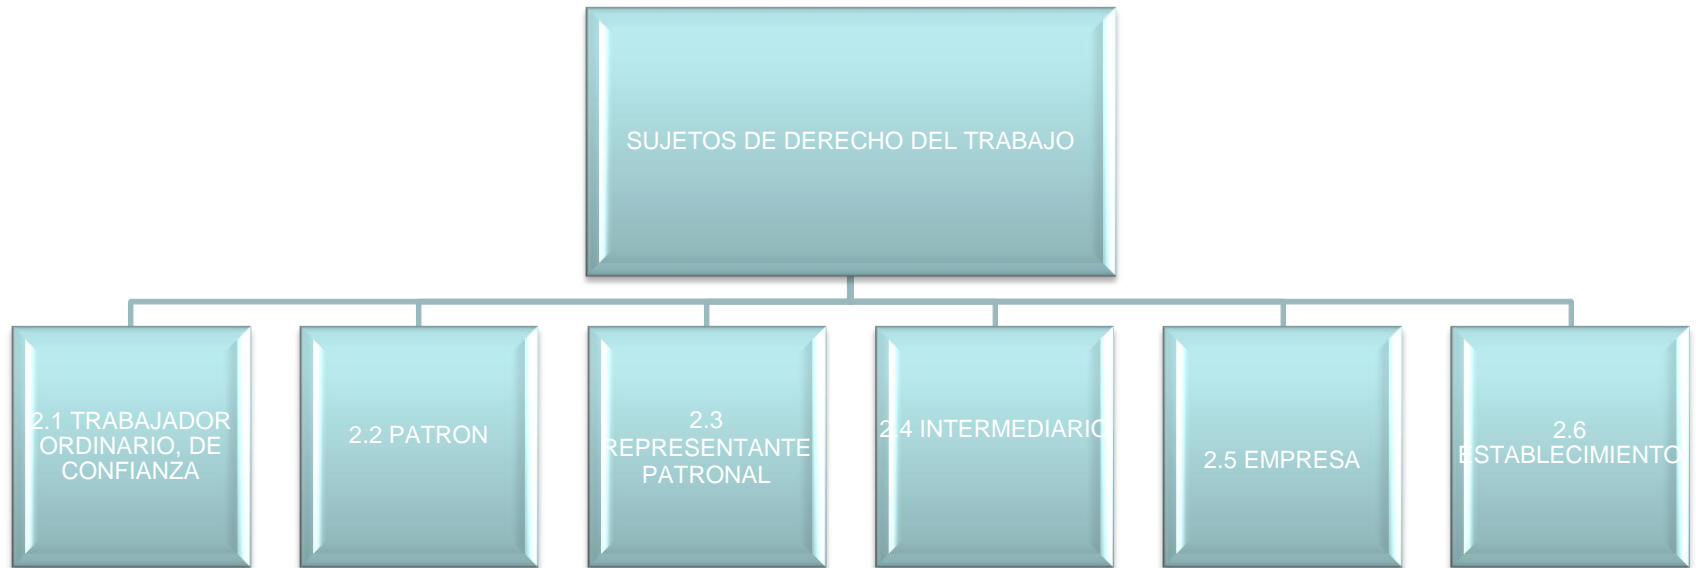 SUJETOS DE DERECHO DEL TRABAJO
2.1 TRABAJADOR
ORDINARIO, DE
CONFIANZA
2.2 PATRON
2.3
REPRESENTANTE
PATRONAL
2.4 INTERMEDIARIO
2.5 EMPRESA
2.6
ESTABLECIMIENTO